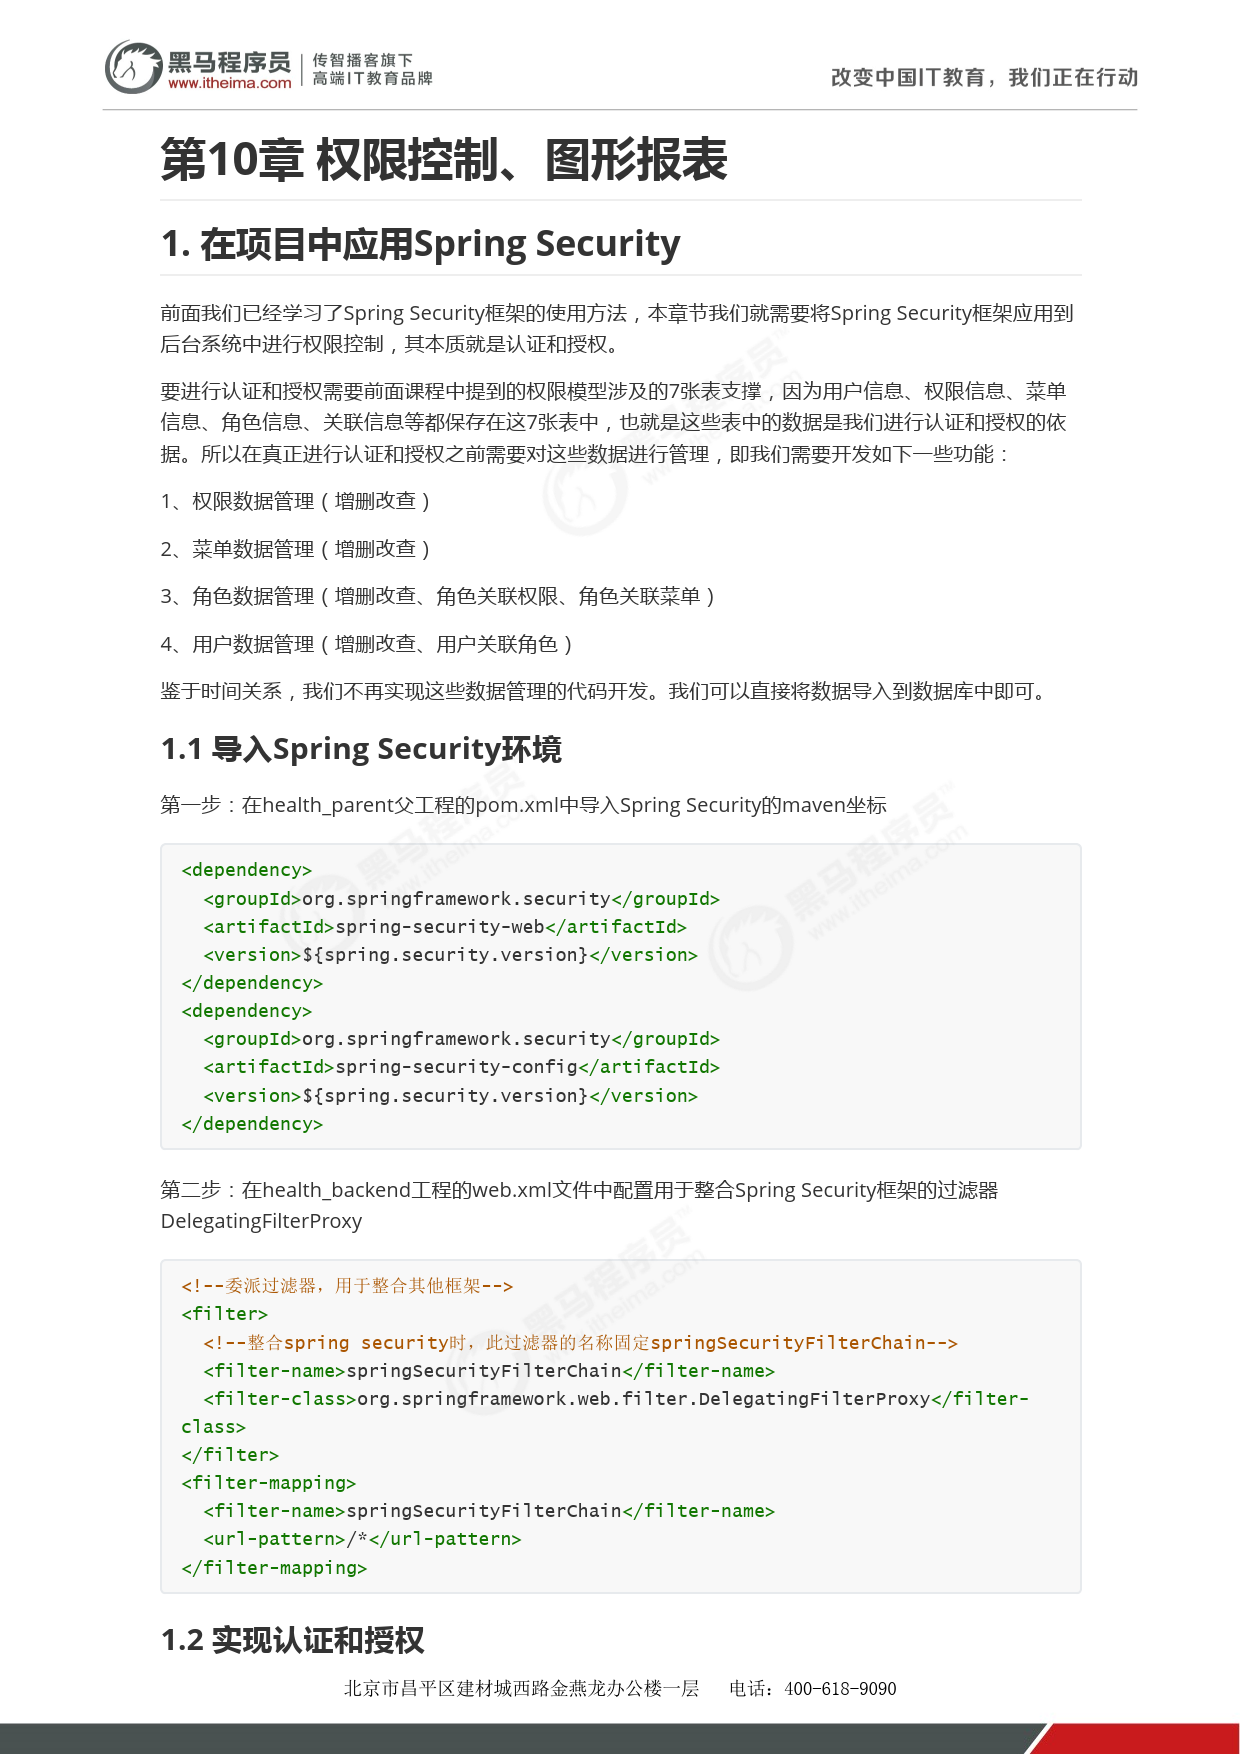 黑马程序员
www.itheima.com
传智播客旗下
高端IT教育品牌
改变中国IT教育，我们正在行动
第10章 权限控制、图形报表
1. 在项目中应用Spring Security
前面我们已经学习了Spring Security框架的使用方法，本章节我们就需要将Spring Security框架应用到
后台系统中进行权限控制，其本质就是认证和授权。
要进行认证和授权需要前面课程中提到的权限模型涉及的7张表支撑，因为用户信息、权限信息、菜单
信息、角色信息、关联信息等都保存在这7张表中，也就是这些表中的数据是我们进行认证和授权的依
据。所以在真正进行认证和授权之前需要对这些数据进行管理，即我们需要开发如下一些功能：
1、权限数据管理（增删改查）
2、菜单数据管理（增删改查）
3、角色数据管理（增删改查、角色关联权限、角色关联菜单）
4、用户数据管理（增删改查、用户关联角色）
鉴于时间关系，我们不再实现这些数据管理的代码开发。我们可以直接将数据导入到数据库中即可。
1.1 导入Spring Security环境
第一步：在health_parent父工程的pom.xml中导入Spring Security的maven坐标
<dependency>
  <groupId>org.springframework.security</groupId>
  <artifactId>spring-security-web</artifactId>
  <version>${spring.security.version}</version>
</dependency>
<dependency>
  <groupId>org.springframework.security</groupId>
  <artifactId>spring-security-config</artifactId>
  <version>${spring.security.version}</version>
</dependency>
第二步：在health_backend工程的web.xml文件中配置用于整合Spring Security框架的过滤器
DelegatingFilterProxy
<!--委派过滤器，用于整合其他框架-->
<filter>
  <!--整合spring security时，此过滤器的名称固定springSecurityFilterChain-->
  <filter-name>springSecurityFilterChain</filter-name>
  <filter-class>org.springframework.web.filter.DelegatingFilterProxy</filter-
class>
</filter>
<filter-mapping>
  <filter-name>springSecurityFilterChain</filter-name>
  <url-pattern>/*</url-pattern>
</filter-mapping>
1.2 实现认证和授权
北京市昌平区建材城西路金燕龙办公楼一层 电话：400-618-9090